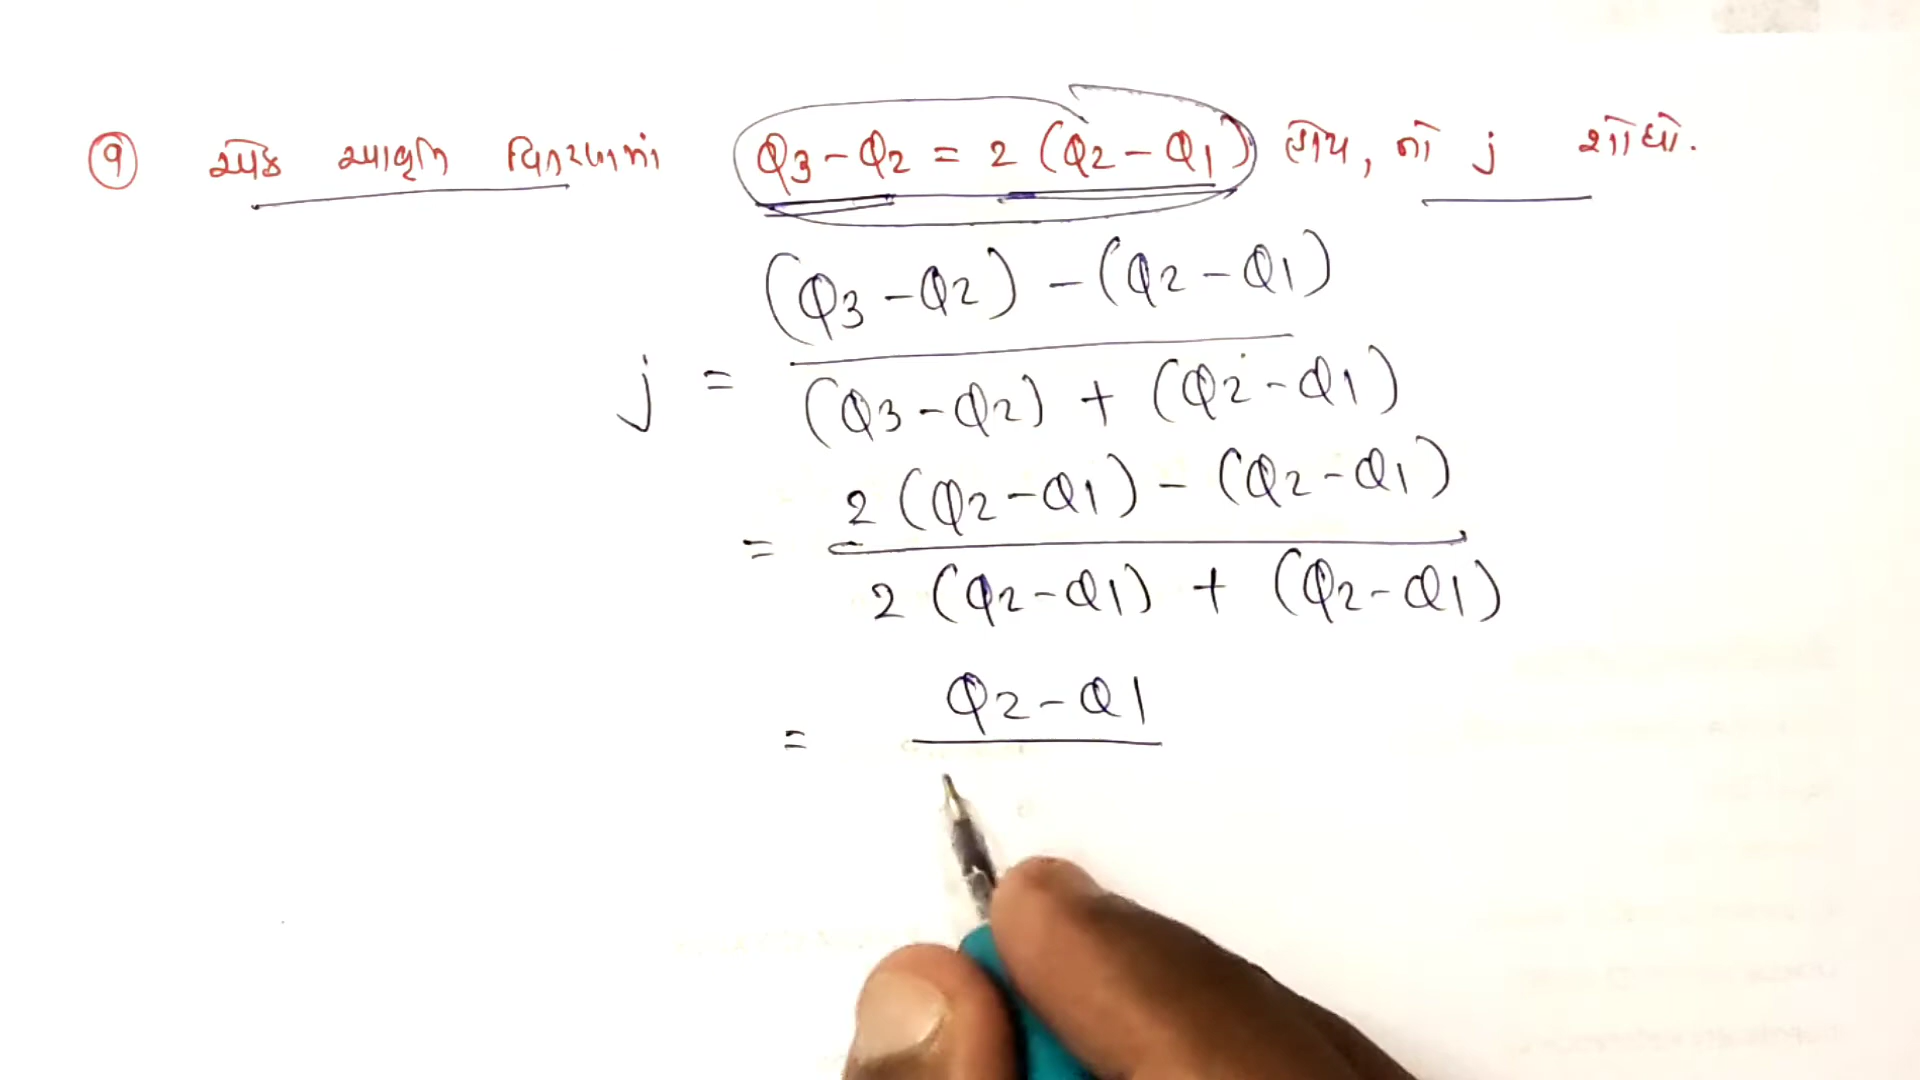 ૧ એક આવૃત્તિ વિતરણમાં Q3 - Q2 = 2 (Q2 - Q1) હોય, તો j શોધો.
(Q3 - Q2) - (Q2 - Q1)
j =
(Q3 - Q2) + (Q2 - Q1)
2 (Q2 - Q1) - (Q2 - Q1)
=
2 (Q2 - Q1) + (Q2 - Q1)
Q2 - Q1
=